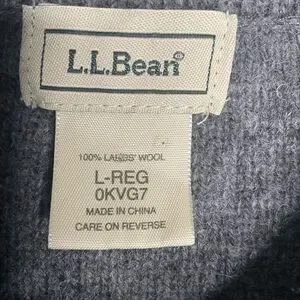 L.L.Bean®
100% LAMBS' WOOL
L-REG
0KVG7
MADE IN CHINA
CARE ON REVERSE